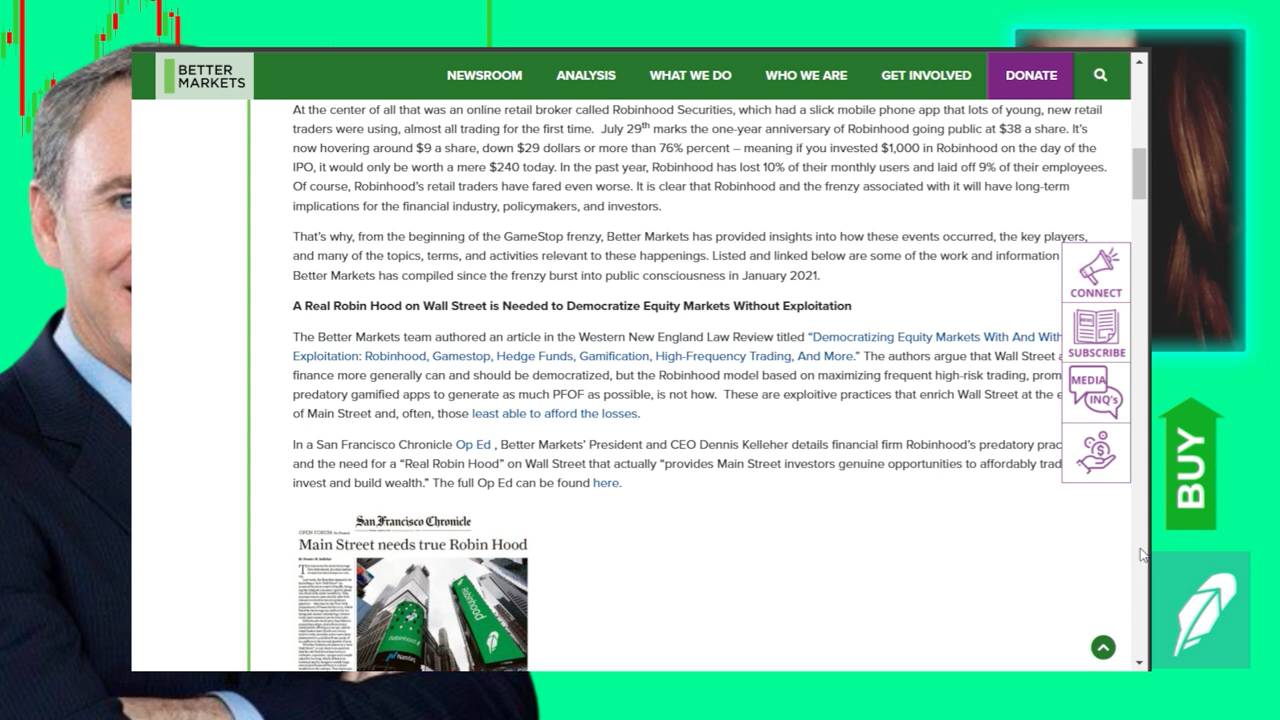 BETTER
MARKETS
NEWSROOM ANALYSIS WHAT WE DO WHO WE ARE GET INVOLVED DONATE
At the center of all that was an online retail broker called Robinhood Securities, which had a slick mobile phone app that lots of young, new retail
traders were using, almost all trading for the first time. July 29th marks the one-year anniversary of Robinhood going public at $38 a share. It's
now hovering around $9 a share, down $29 dollars or more than 76% percent – meaning if you invested $1,000 in Robinhood on the day of the
IPO, it would only be worth a mere $240 today. In the past year, Robinhood has lost 10% of their monthly users and laid off 9% of their employees.
Of course, Robinhood's retail traders have fared even worse. It is clear that Robinhood and the frenzy associated with it will have long-term
implications for the financial industry, policymakers, and investors.
That's why, from the beginning of the GameStop frenzy, Better Markets has provided insights into how these events occurred, the key players,
and many of the topics, terms, and activities relevant to these happenings. Listed and linked below are some of the work and information
Better Markets has compiled since the frenzy burst into public consciousness in January 2021.
A Real Robin Hood on Wall Street is Needed to Democratize Equity Markets Without Exploitation
The Better Markets team authored an article in the Western New England Law Review titled "Democratizing Equity Markets With And With
Exploitation: Robinhood, Gamestop, Hedge Funds, Gamification, High-Frequency Trading, And More." The authors argue that Wall Street
finance more generally can and should be democratized, but the Robinhood model based on maximizing frequent high-risk trading, prom
predatory gamified apps to generate as much PFOF as possible, is not how. These are exploitive practices that enrich Wall Street at the e
of Main Street and, often, those least able to afford the losses.
In a San Francisco Chronicle Op Ed , Better Markets' President and CEO Dennis Kelleher details financial firm Robinhood's predatory prac
and the need for a "Real Robin Hood" on Wall Street that actually "provides Main Street investors genuine opportunities to affordably trad
invest and build wealth." The full Op Ed can be found here.
San Francisco Chronicle
OPEN FORUM
Main Street needs true Robin Hood
Robinhood
Robinhood
Nasdaq
CONNECT
NEWS
SUBSCRIBE
MEDIA
INQ's
BUY